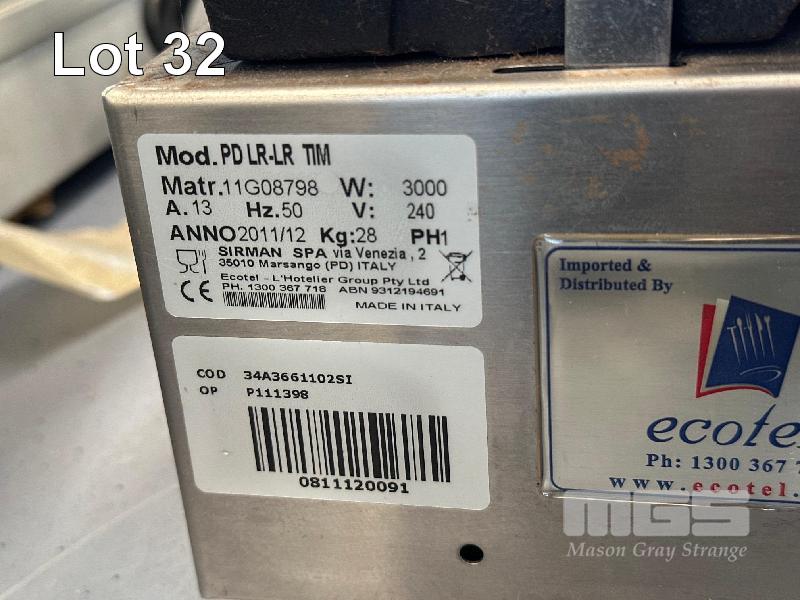 Lot 32
Mod. PD LR-LR TIM
Matr. 11G08798 W: 3000
A. 13 Hz. 50 V: 240
ANNO 2011/12 Kg: 28 PH1
SIRMAN SPA via Venezia , 2
35010 Marsango (PD) ITALY
Ecotel - L'Hotelier Group Pty Ltd
PH. 1300 367 718 ABN 9312194691
CE
MADE IN ITALY
COD 34A3661102SI
OP P111398
0811120091
Imported &
Distributed By
ecote
Ph: 1300 367
www.ecotel.
MGS
Mason Gray Strange